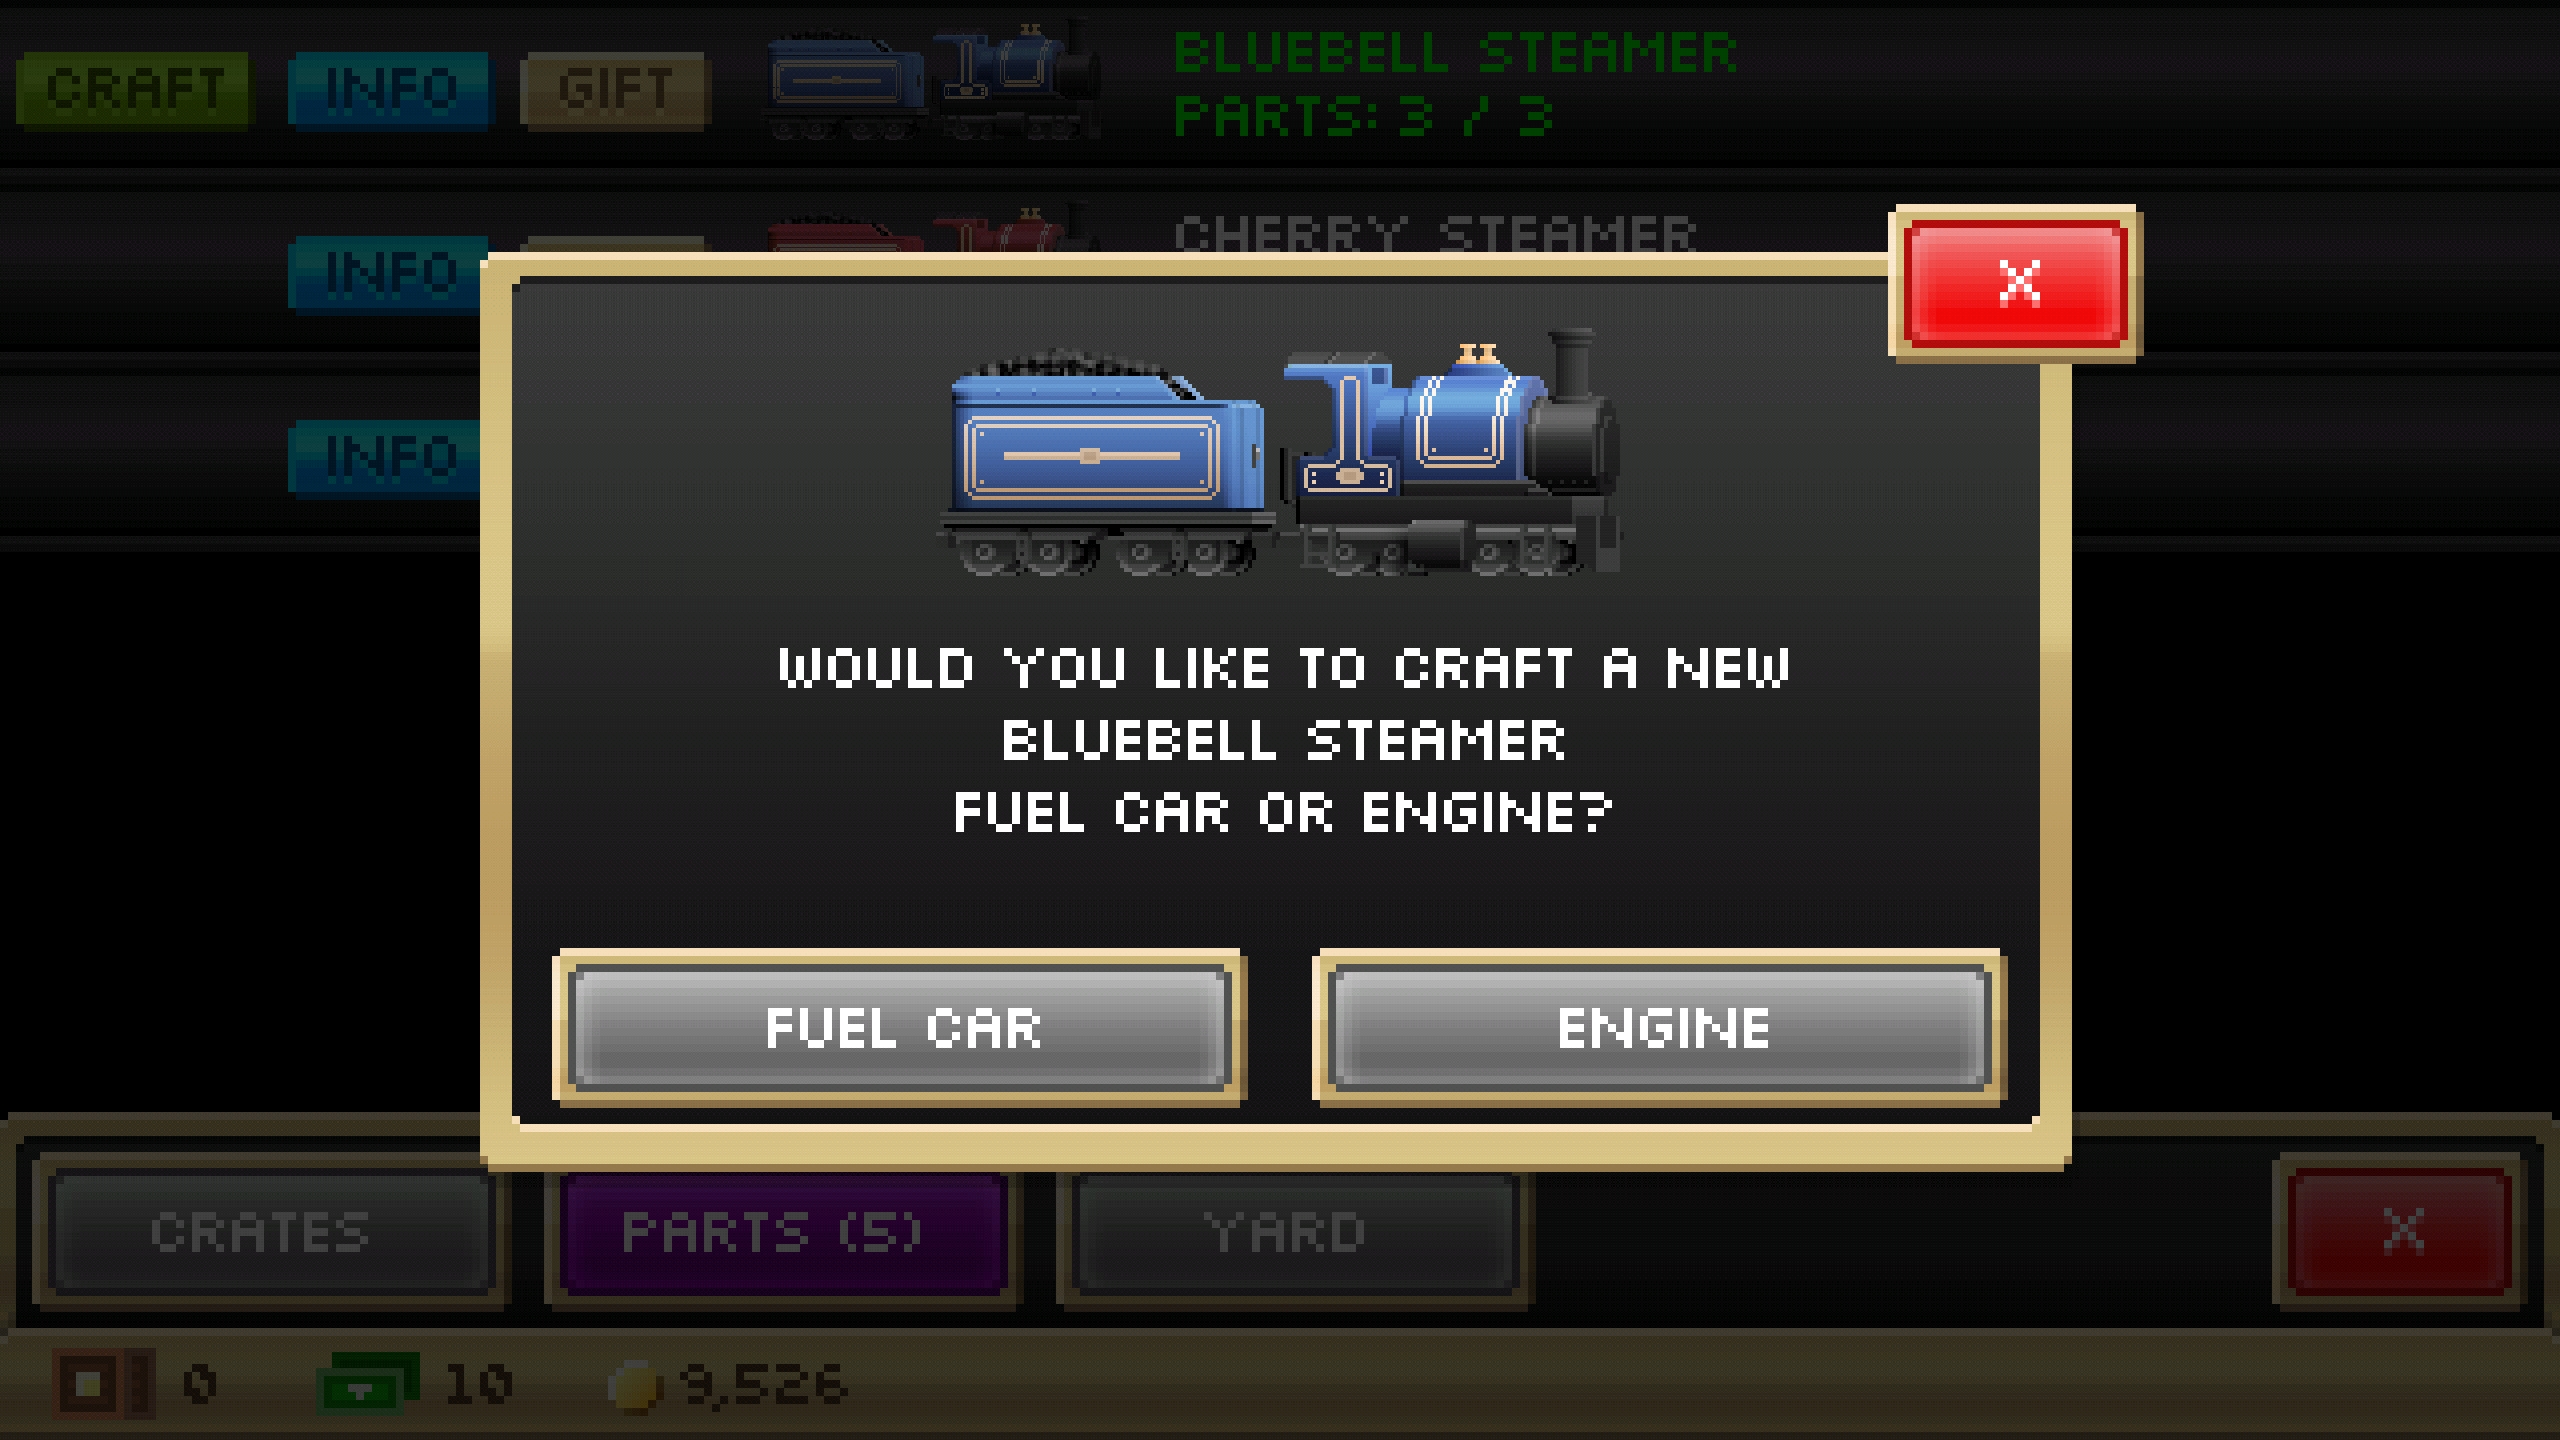 CRAFT INFO GIFT BLUEBELL STEAMER
PARTS: 3 / 3
INFO CHERRY STEAMER
X
INFO
WOULD YOU LIKE TO CRAFT A NEW
BLUEBELL STEAMER
FUEL CAR OR ENGINE?
FUEL CAR ENGINE
CRATES PARTS (5) YARD X
0 10 9,526